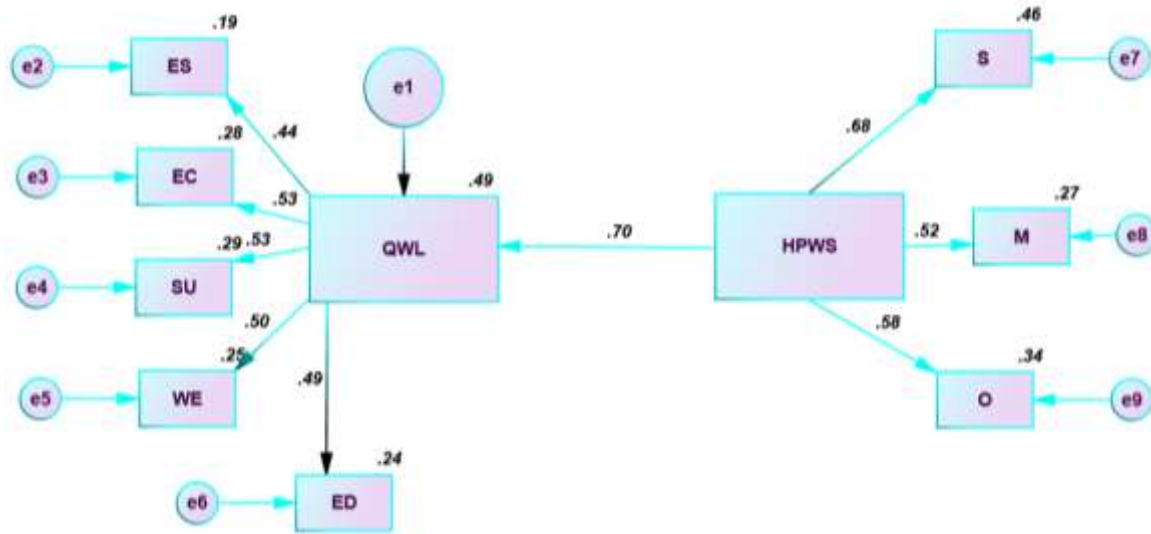 .19
.46
e2
ES
S
e7
e1
.44
.68
.28
e3
EC
.53
.49
.27
QWL
.70
HPWS
.52
M
e8
.29
.53
e4
SU
.50
.58
.25
.34
e5
WE
.49
O
e9
.24
e6
ED